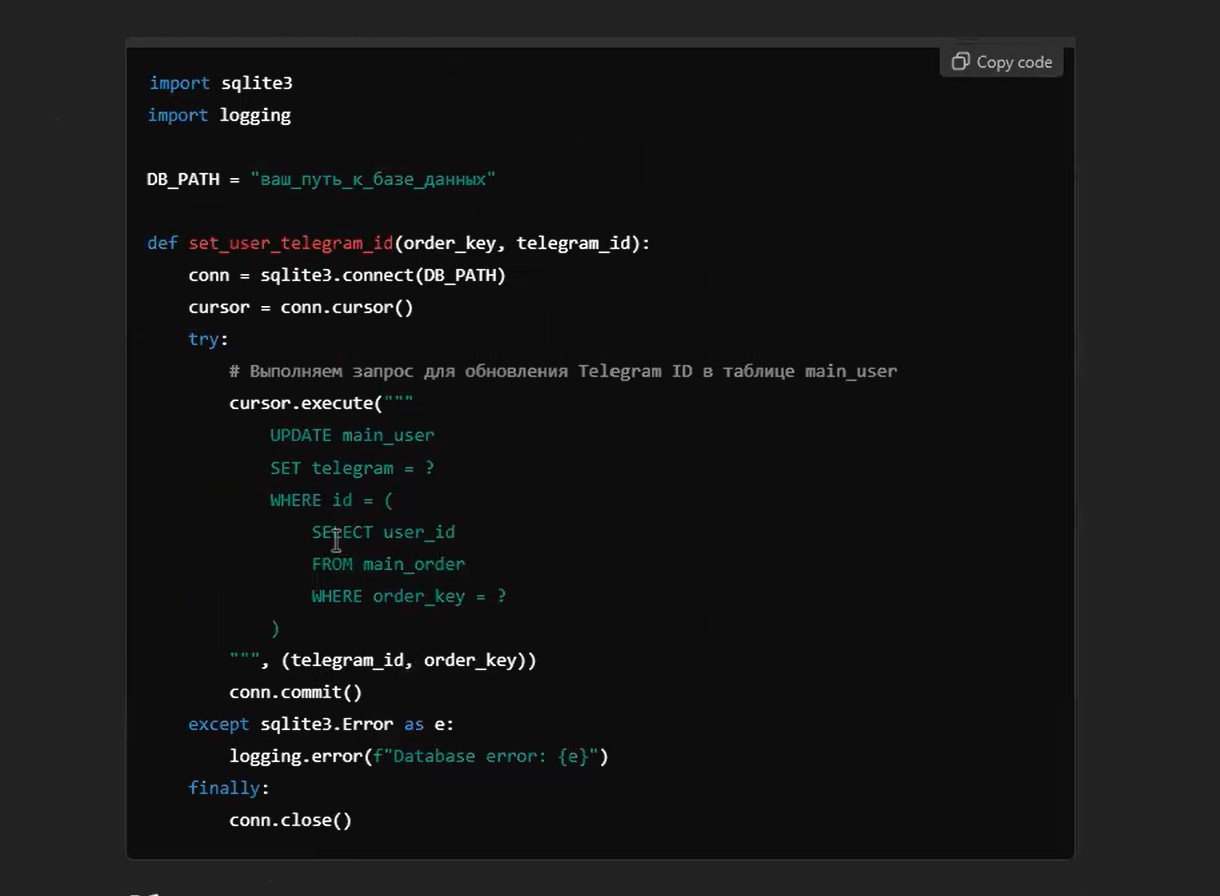 Copy code
import sqlite3
import logging
DB_PATH = "ваш_путь_к_базе_данных"
def set_user_telegram_id(order_key, telegram_id):
    conn = sqlite3.connect(DB_PATH)
    cursor = conn.cursor()
    try:
        # Выполняем запрос для обновления Telegram ID в таблице main_user
        cursor.execute("""
            UPDATE main_user
            SET telegram = ?
            WHERE id = (
                SELECT user_id
                FROM main_order
                WHERE order_key = ?
            )
        """, (telegram_id, order_key))
        conn.commit()
    except sqlite3.Error as e:
        logging.error(f"Database error: {e}")
    finally:
        conn.close()